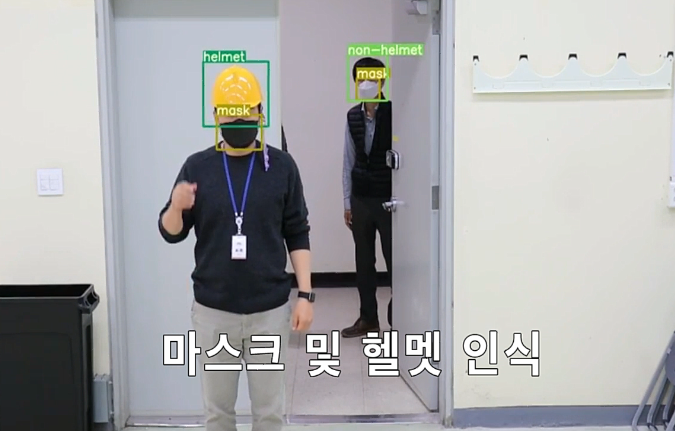 helmet
non-helmet
mask
mask
마스크 및 헬멧 인식